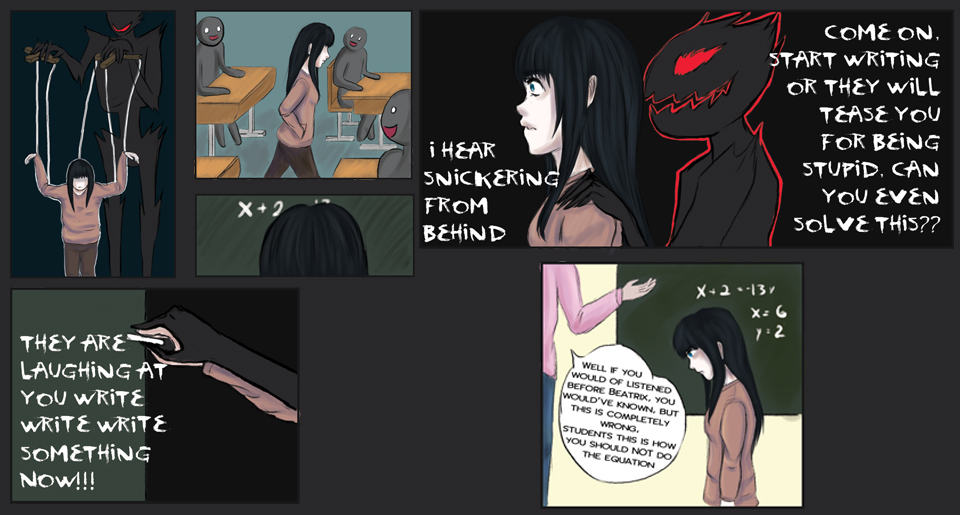 X + 2 = -13
i HEAR
SNICKERING
FROM
BEHIND
COME ON,
START WRITING
OR THEY WILL
TEASE YOU
FOR BEING
STUPID, CAN
YOU EVEN
SOLVE THIS??
THEY ARE
LAUGHING AT
YOU WRITE
WRITE WRITE
SOMETHING
NOW!!!
X + 2 = -13y
X = 6
y = 2
WELL IF YOU
WOULD OF LISTENED
BEFORE BEATRIX, YOU
WOULD'VE KNOWN, BUT
THIS IS COMPLETELY
WRONG,
STUDENTS THIS IS HOW
YOU SHOULD NOT DO
THE EQUATION